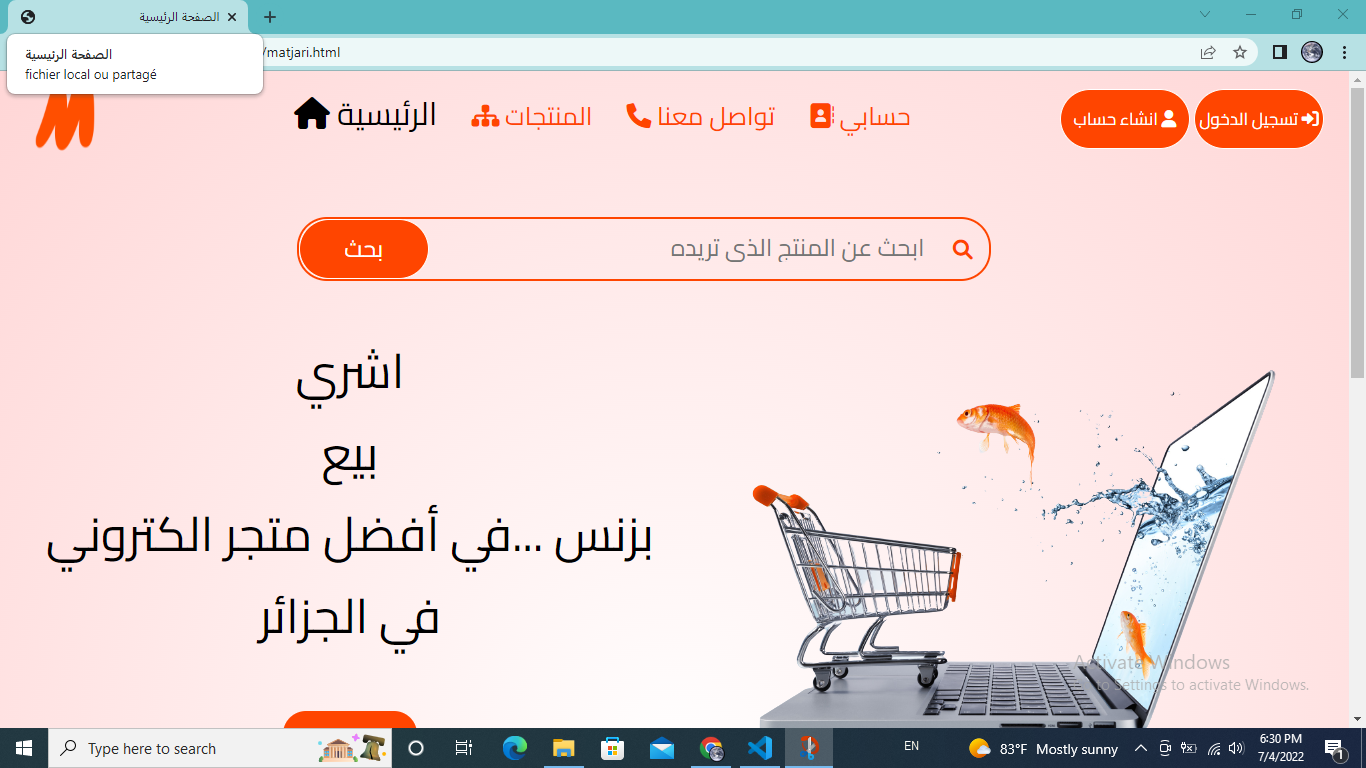 الصفحة الرئيسية
الصفحة الرئيسية
fichier local ou partagé
/matjari.html
M
الرئيسية
المنتجات
تواصل معنا
حسابي
انشاء حساب
تسجيل الدخول
ابحث عن المنتج الذى تريده
بحث
اشري
بيع
بزنس ...في أفضل متجر الكتروني
في الجزائر
Activate Windows
to Settings to activate Windows.
Type here to search
EN
83°F Mostly sunny
6:30 PM
7/4/2022
1